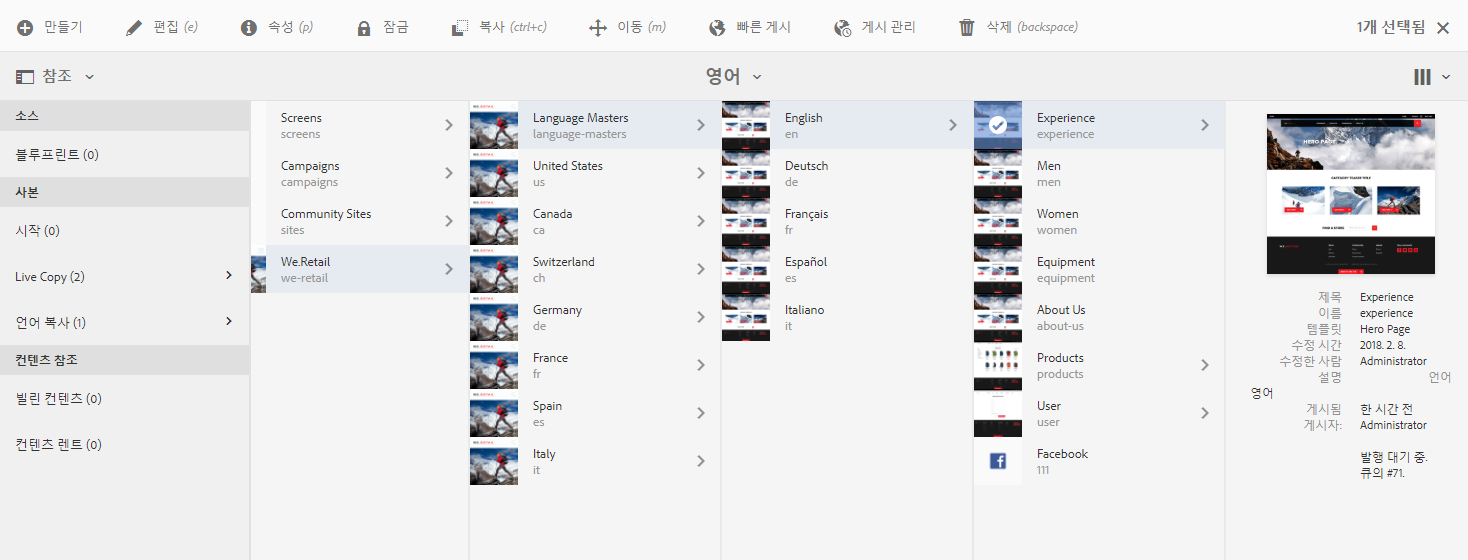 만들기 편집 (e) 속성 (p) 잠금 복사 (ctrl+c) 이동 (m) 빠른 게시 게시 관리 삭제 (backspace) 1개 선택됨
참조 영어
소스
블루프린트 (0)
사본
시작 (0)
Live Copy (2)
언어 복사 (1)
컨텐츠 참조
빌린 컨텐츠 (0)
컨텐츠 렌트 (0)
Screens
screens
Campaigns
campaigns
Community Sites
sites
We.Retail
we-retail
Language Masters
language-masters
United States
us
Canada
ca
Switzerland
ch
Germany
de
France
fr
Spain
es
Italy
it
English
en
Deutsch
de
Français
fr
Español
es
Italiano
it
Experience
experience
Men
men
Women
women
Equipment
equipment
About Us
about-us
Products
products
User
user
Facebook
111
HERO PAGE
CATEGORY TEASER TITLE
FIND A STORE
제목 Experience
이름 experience
템플릿 Hero Page
수정 시간 2018. 2. 8.
수정한 사람 Administrator
설명 언어
영어
게시됨 한 시간 전
게시자: Administrator
발행 대기 중.
큐의 #71.